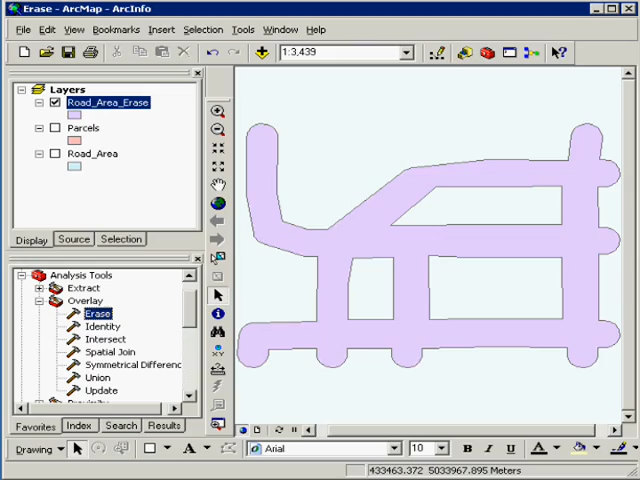 Erase - ArcMap - ArcInfo
File Edit View Bookmarks Insert Selection Tools Window Help
1:3,439
Layers
Road_Area_Erase
Parcels
Road_Area
Display Source Selection
Analysis Tools
Extract
Overlay
Erase
Identity
Intersect
Spatial Join
Symmetrical Differenc
Union
Update
Favorites Index Search Results
Drawing A Arial 10 B I U A
433463.372 5033967.895 Meters